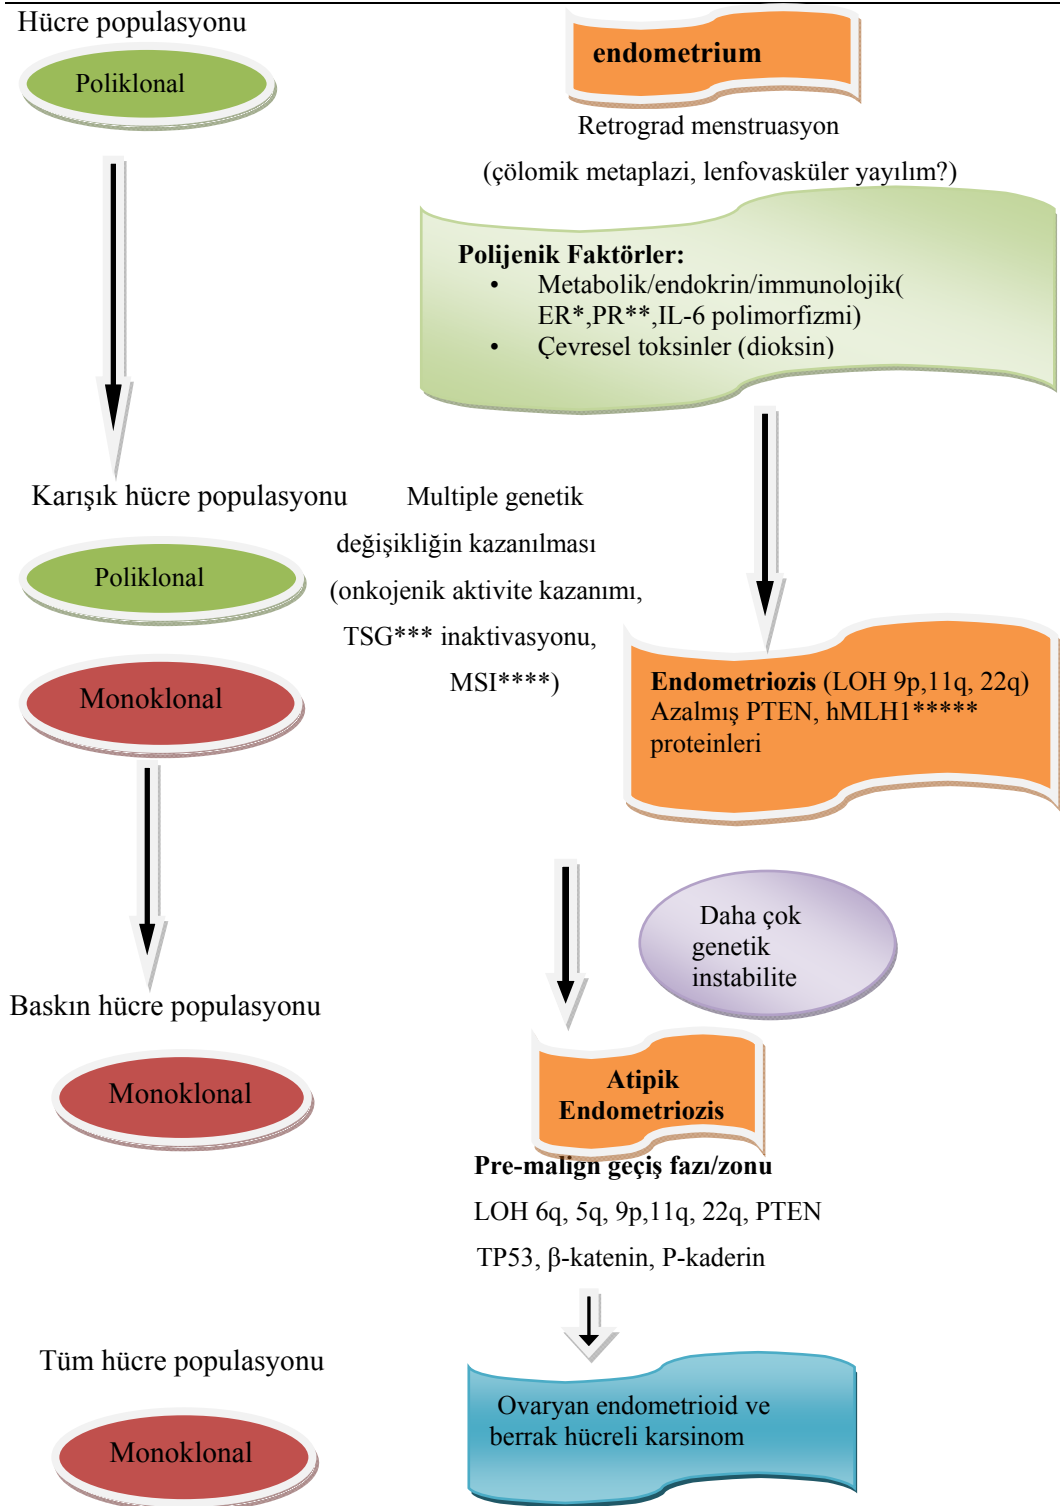 Hücre populasyonu
Poliklonal
endometrium
Retrograd menstruasyon
(çölomik metaplazi, lenfovasküler yayılım?)
Polijenik Faktörler:
• Metabolik/endokrin/immunolojik(
ER*,PR**,IL-6 polimorfizmi)
• Çevresel toksinler (dioksin)
Karışık hücre populasyonu
Poliklonal
Monoklonal
Multiple genetik
değişikliğin kazanılması
(onkojenik aktivite kazanımı,
TSG*** inaktivasyonu,
MSI****)
Endometriozis (LOH 9p,11q, 22q)
Azalmış PTEN, hMLH1*****
proteinleri
Daha çok
genetik
instabilite
Baskın hücre populasyonu
Monoklonal
Atipik
Endometriozis
Pre-malign geçiş fazı/zonu
LOH 6q, 5q, 9p,11q, 22q, PTEN
TP53, β-katenin, P-kaderin
Tüm hücre populasyonu
Monoklonal
Ovaryan endometrioid ve
berrak hücreli karsinom